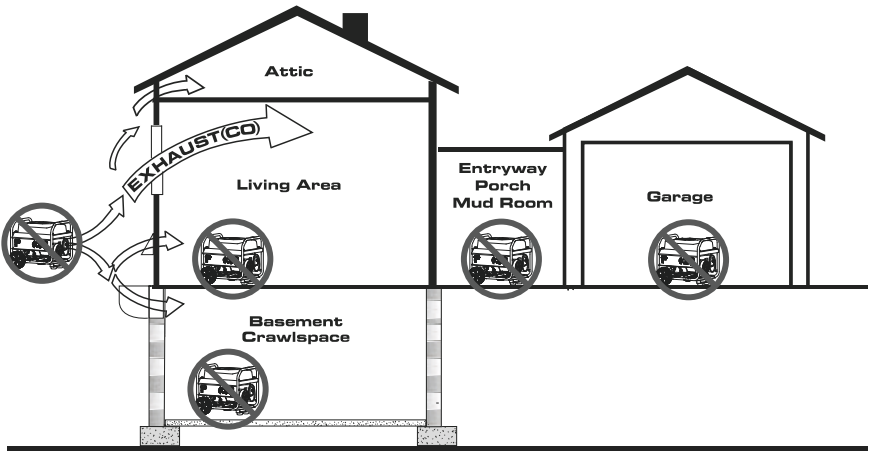 Attic
EXHAUST(CO)
Living Area
Entryway
Porch
Mud Room
Garage
Basement
Crawlspace